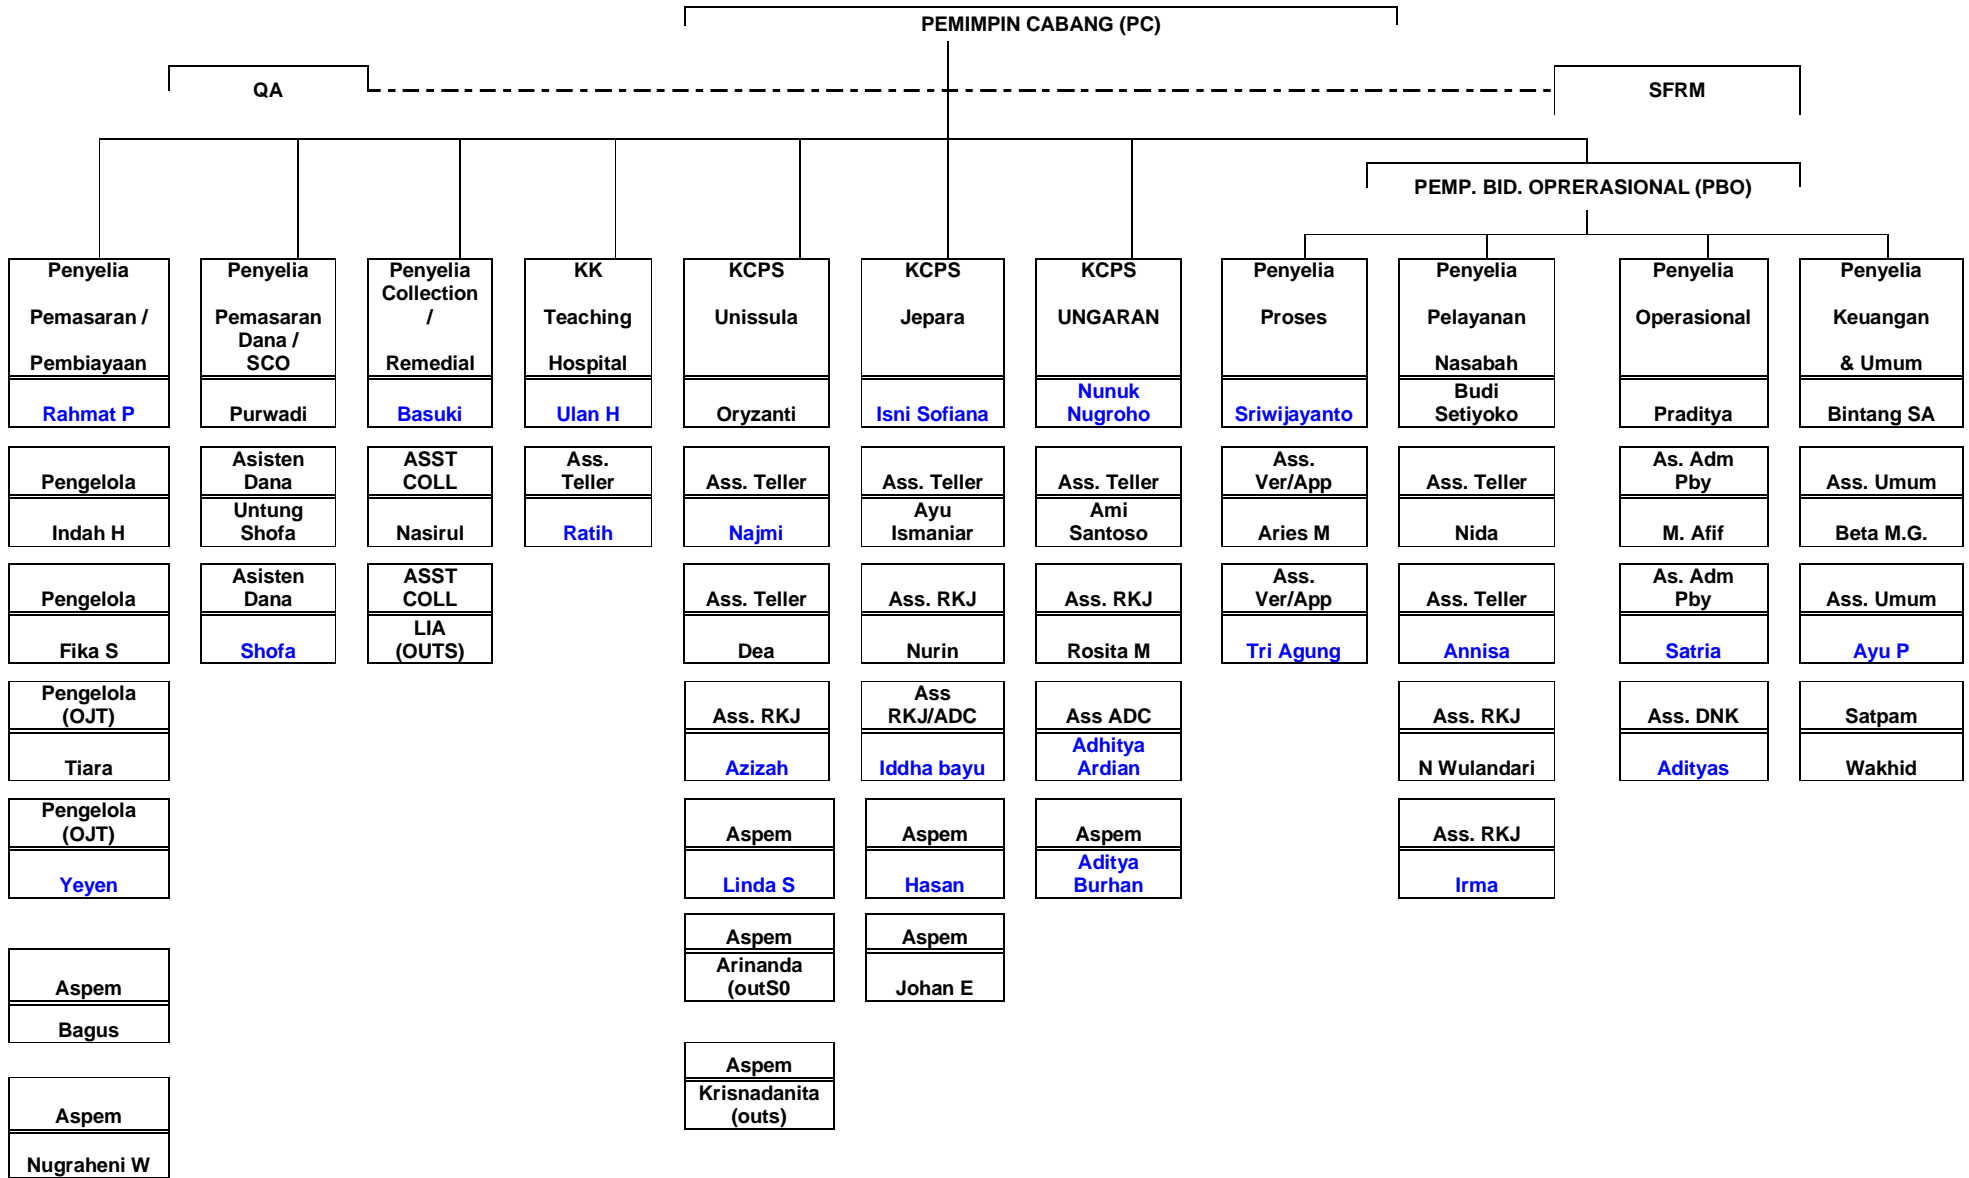 PEMIMPIN CABANG (PC)
QA
SFRM
PEMP. BID. OPRERASIONAL (PBO)
Penyelia
Pemasaran /
Pembiayaan
Rahmat P
Pengelola
Indah H
Pengelola
Fika S
Pengelola
(OJT)
Tiara
Pengelola
(OJT)
Yeyen
Aspem
Bagus
Aspem
Nugraheni W
Penyelia
Pemasaran
Dana /
SCO
Purwadi
Asisten
Dana
Untung
Shofa
Asisten
Dana
Shofa
Penyelia
Collection
/
Remedial
Basuki
ASST
COLL
Nasirul
ASST
COLL
LIA
(OUTS)
KK
Teaching
Hospital
Ulan H
Ass.
Teller
Ratih
KCPS
Unissula
Oryzanti
Ass. Teller
Najmi
Ass. Teller
Dea
Ass. RKJ
Azizah
Aspem
Linda S
Aspem
Arinanda
(outS0
Aspem
Krisnadanita
(outs)
KCPS
Jepara
Isni Sofiana
Ass. Teller
Ayu
Ismaniar
Ass. RKJ
Nurin
Ass
RKJ/ADC
Iddha bayu
Aspem
Hasan
Aspem
Johan E
KCPS
UNGARAN
Nunuk
Nugroho
Ass. Teller
Ami
Santoso
Ass. RKJ
Rosita M
Ass ADC
Adhitya
Ardian
Aspem
Aditya
Burhan
Penyelia
Proses
Sriwijayanto
Ass.
Ver/App
Aries M
Ass.
Ver/App
Tri Agung
Penyelia
Pelayanan
Nasabah
Budi
Setiyoko
Ass. Teller
Nida
Ass. Teller
Annisa
Ass. RKJ
N Wulandari
Ass. RKJ
Irma
Penyelia
Operasional
Praditya
As. Adm
Pby
M. Afif
As. Adm
Pby
Satria
Ass. DNK
Adityas
Penyelia
Keuangan
& Umum
Bintang SA
Ass. Umum
Beta M.G.
Ass. Umum
Ayu P
Satpam
Wakhid